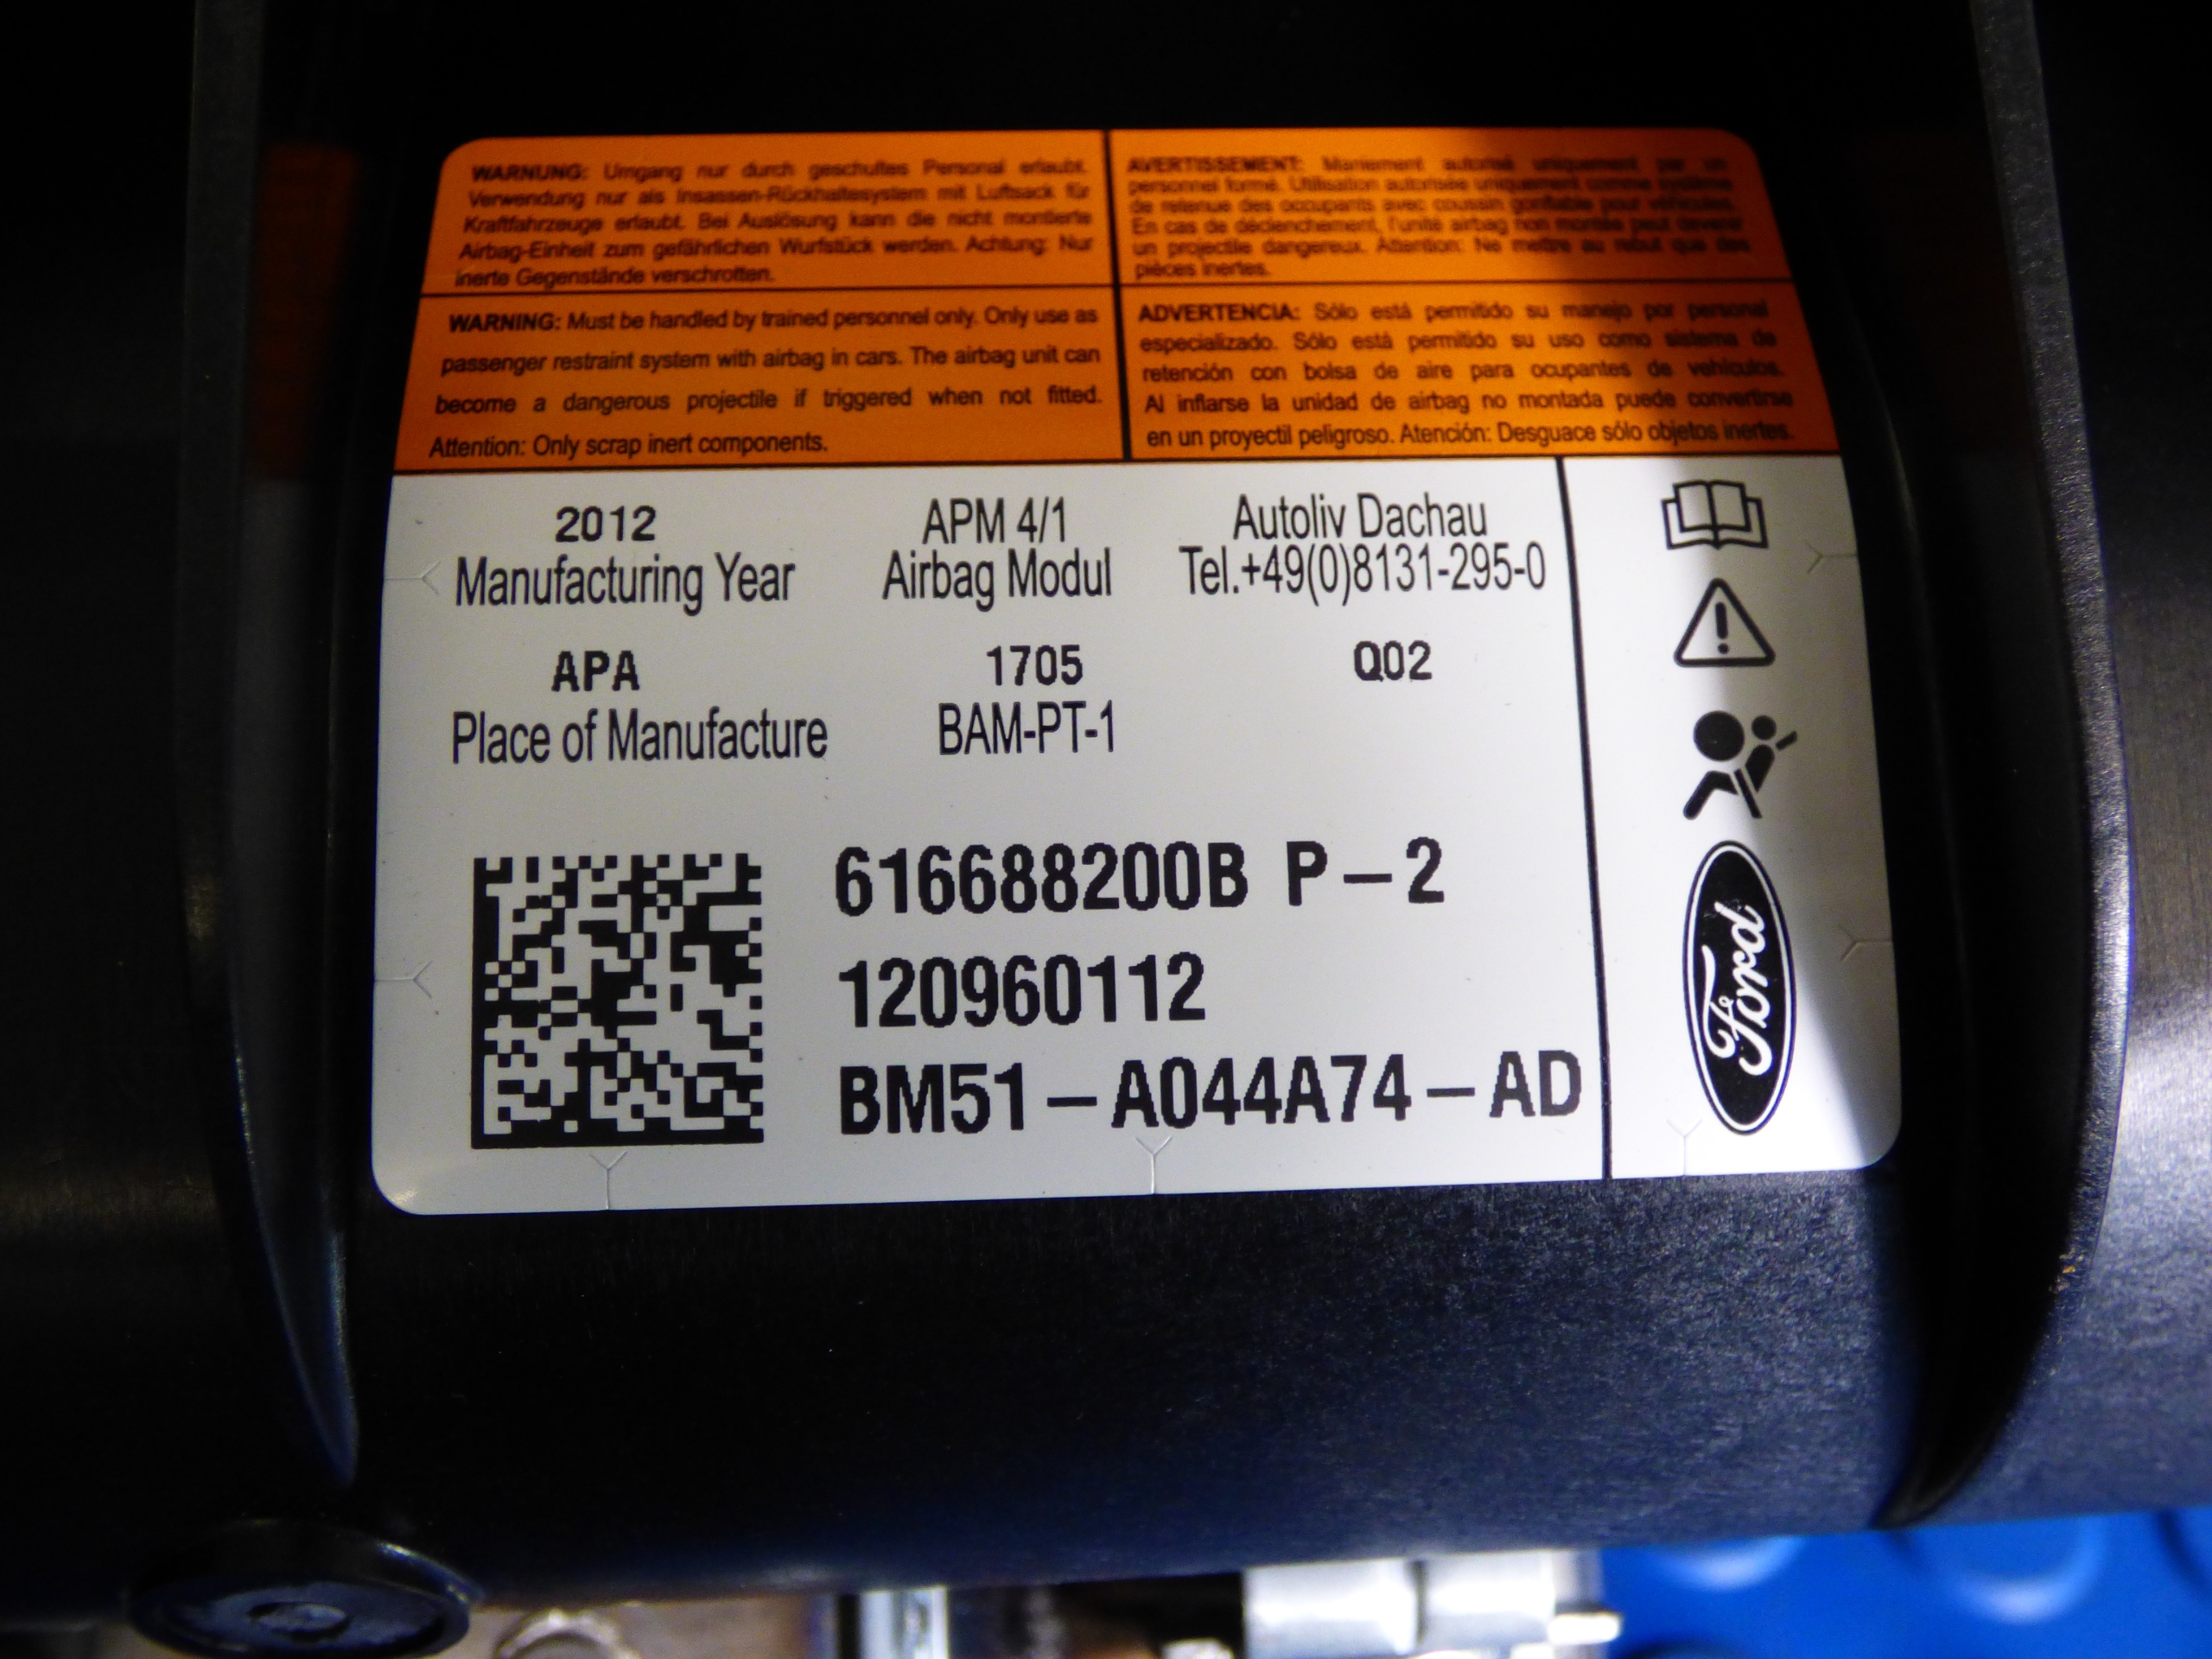 WARNUNG: Umgang nur durch geschultes Personal erlaubt.
Verwendung nur als Insassen-Rückhaltesystem mit Luftsack für
Kraftfahrzeuge erlaubt. Bei Auslösung kann die nicht montierte
Airbag-Einheit zum gefährlichen Wurfstück werden. Achtung: Nur
inerte Gegenstände verschrotten.
AVERTISSEMENT: Maniement autorisé uniquement par un
personnel formé. Utilisation autorisée uniquement comme système
de retenue des occupants avec coussin gonflable pour véhicules.
En cas de déclenchement, l'unité airbag non montée peut devenir
un projectile dangereux. Attention: Ne mettre au rebut que des
pièces inertes.
WARNING: Must be handled by trained personnel only. Only use as
passenger restraint system with airbag in cars. The airbag unit can
become a dangerous projectile if triggered when not fitted.
Attention: Only scrap inert components.
ADVERTENCIA: Sólo está permitido su manejo por personal
especializado. Sólo está permitido su uso como sistema de
retención con bolsa de aire para ocupantes de vehículos.
Al inflarse la unidad de airbag no montada puede convertirse
en un proyectil peligroso. Atención: Desguace sólo objetos inertes.
2012 APM 4/1 Autoliv Dachau
Manufacturing Year Airbag Modul Tel.+49(0)8131-295-0
APA 1705 Q02
Place of Manufacture BAM-PT-1
616688200B P-2
120960112
BM51-A044A74-AD
Ford